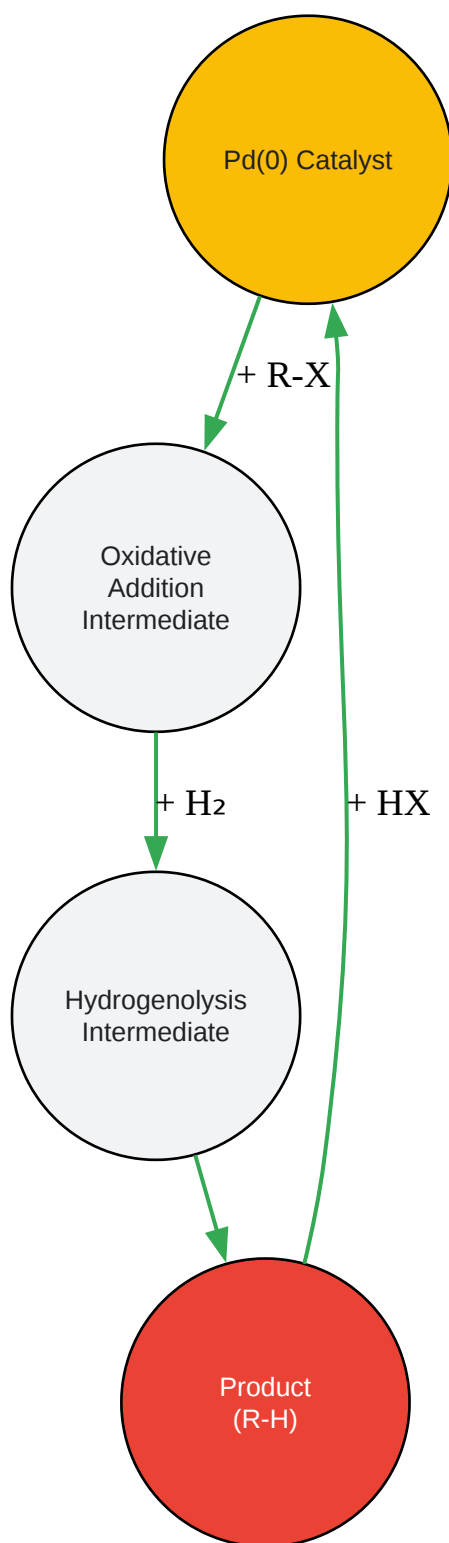 Pd(0) Catalyst
+ R-X
Oxidative
Addition
Intermediate
+ H₂
+ HX
Hydrogenolysis
Intermediate
Product
(R-H)